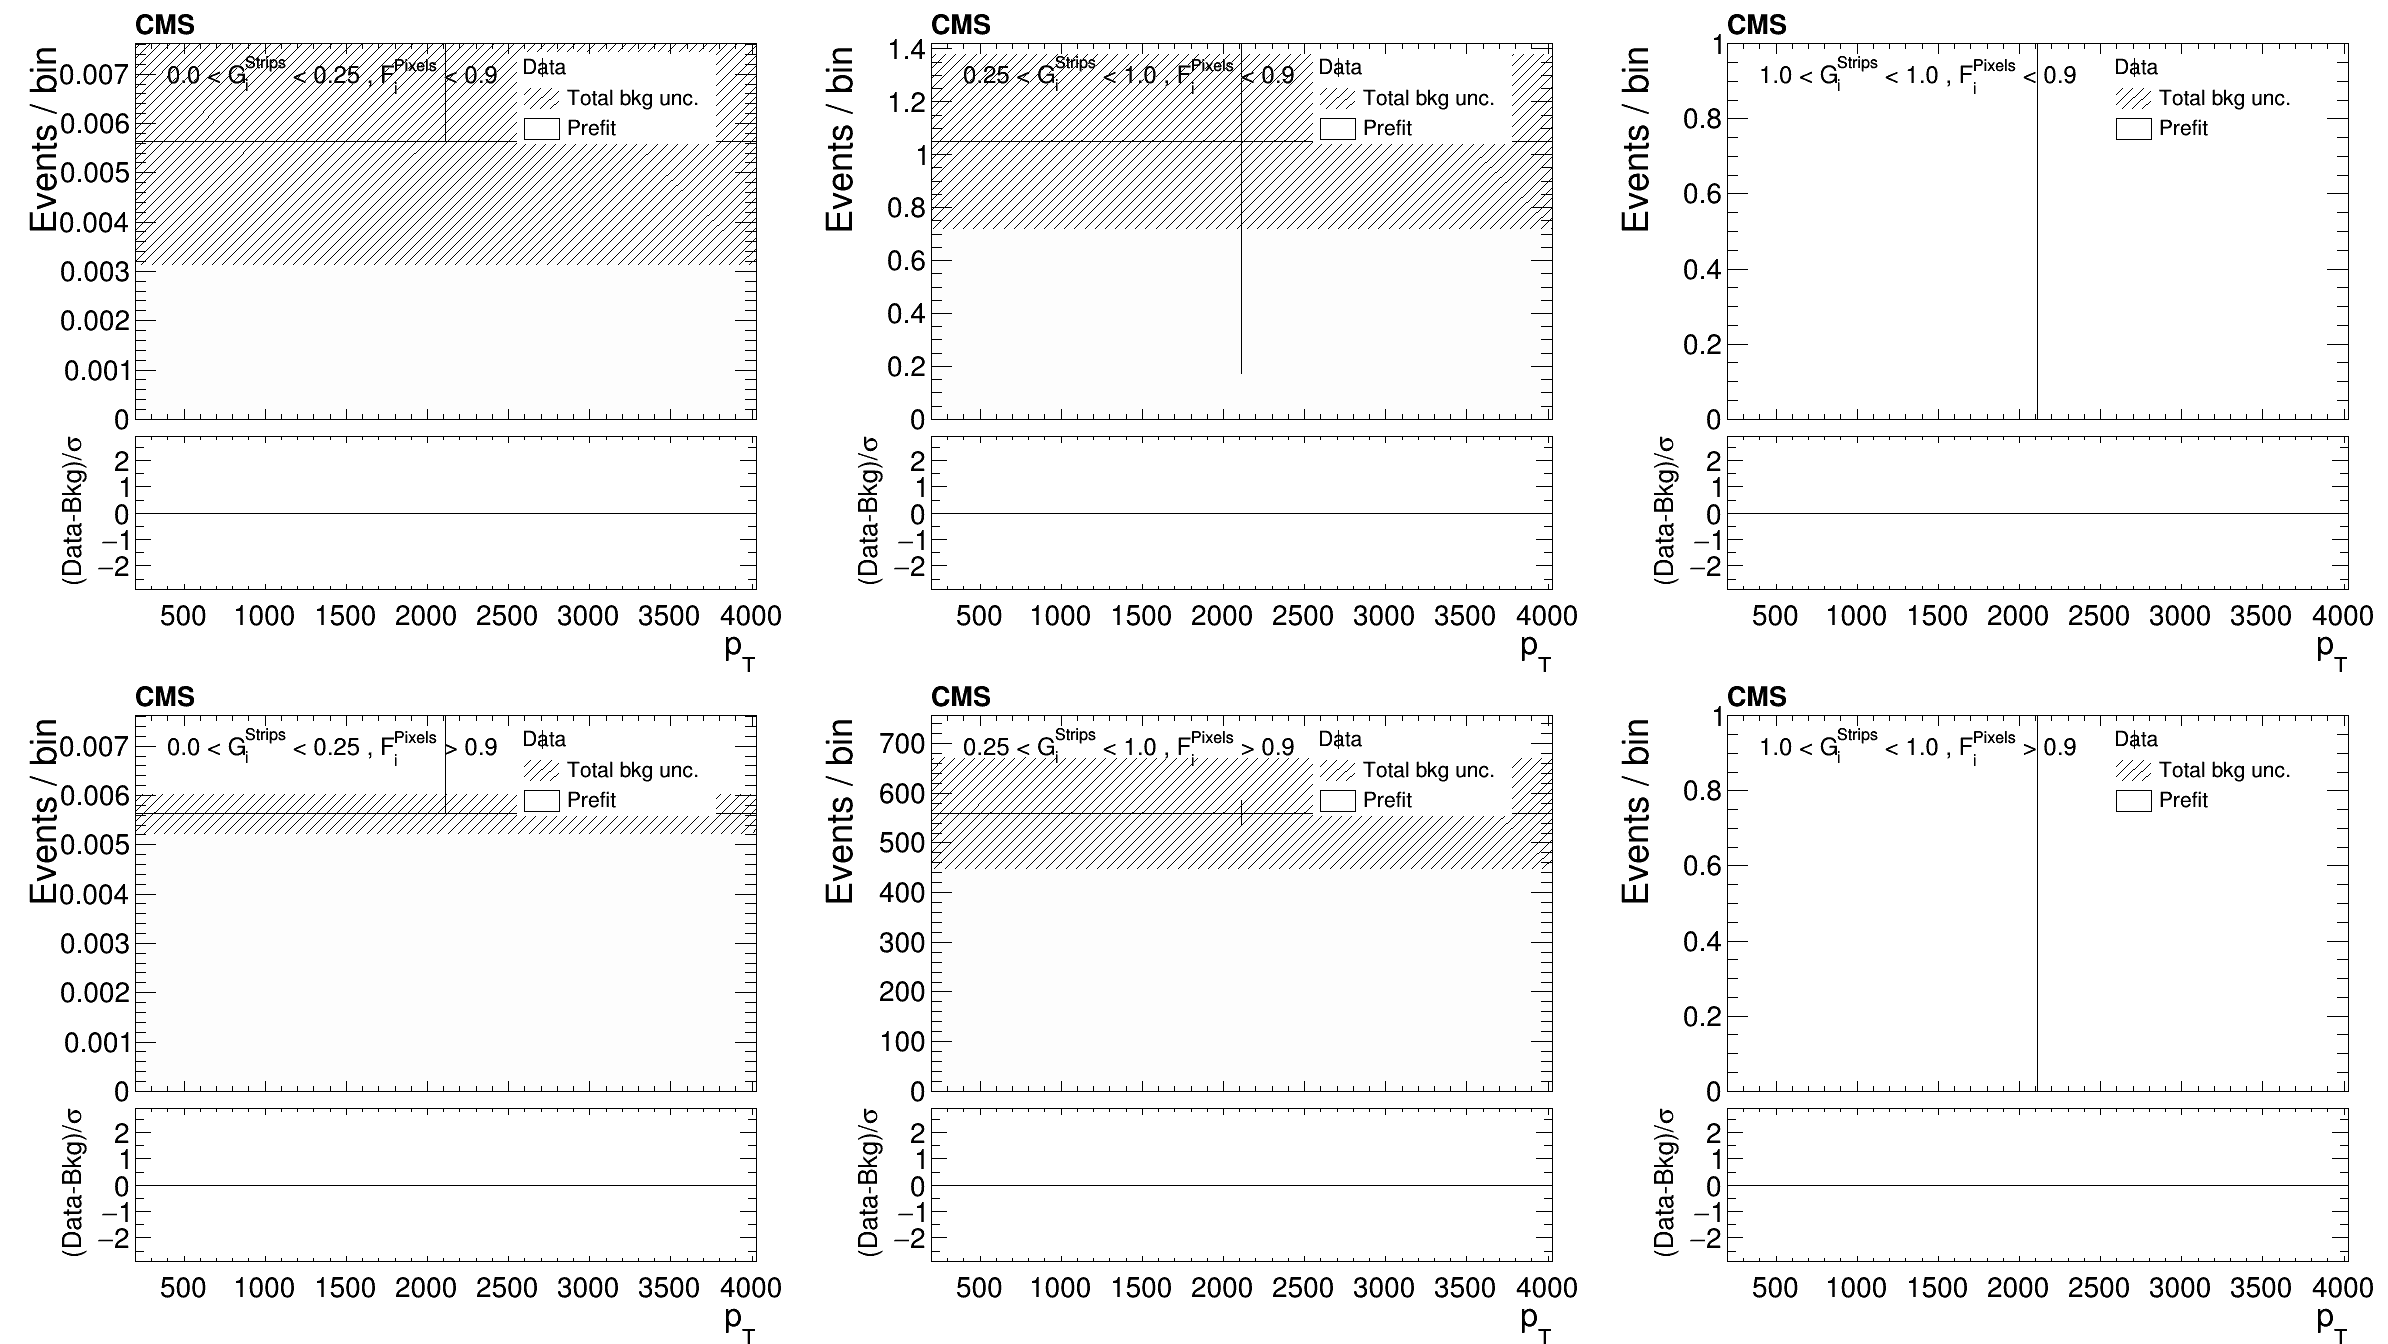 CMS
Events / bin
0.0 < G_i^Strips < 0.25 , F_i^Pixels < 0.9
Data
Total bkg unc.
Prefit
0.007
0.006
0.005
0.004
0.003
0.002
0.001
0
(Data-Bkg)/σ
2
1
0
−1
−2
500 1000 1500 2000 2500 3000 3500 4000
p_T
CMS
Events / bin
0.25 < G_i^Strips < 1.0 , F_i^Pixels < 0.9
Data
Total bkg unc.
Prefit
1.4
1.2
1
0.8
0.6
0.4
0.2
0
(Data-Bkg)/σ
2
1
0
−1
−2
500 1000 1500 2000 2500 3000 3500 4000
p_T
CMS
Events / bin
1.0 < G_i^Strips < 1.0 , F_i^Pixels < 0.9
Data
Total bkg unc.
Prefit
1
0.8
0.6
0.4
0.2
0
(Data-Bkg)/σ
2
1
0
−1
−2
500 1000 1500 2000 2500 3000 3500 4000
p_T
CMS
Events / bin
0.0 < G_i^Strips < 0.25 , F_i^Pixels > 0.9
Data
Total bkg unc.
Prefit
0.007
0.006
0.005
0.004
0.003
0.002
0.001
0
(Data-Bkg)/σ
2
1
0
−1
−2
500 1000 1500 2000 2500 3000 3500 4000
p_T
CMS
Events / bin
0.25 < G_i^Strips < 1.0 , F_i^Pixels > 0.9
Data
Total bkg unc.
Prefit
700
600
500
400
300
200
100
0
(Data-Bkg)/σ
2
1
0
−1
−2
500 1000 1500 2000 2500 3000 3500 4000
p_T
CMS
Events / bin
1.0 < G_i^Strips < 1.0 , F_i^Pixels > 0.9
Data
Total bkg unc.
Prefit
1
0.8
0.6
0.4
0.2
0
(Data-Bkg)/σ
2
1
0
−1
−2
500 1000 1500 2000 2500 3000 3500 4000
p_T